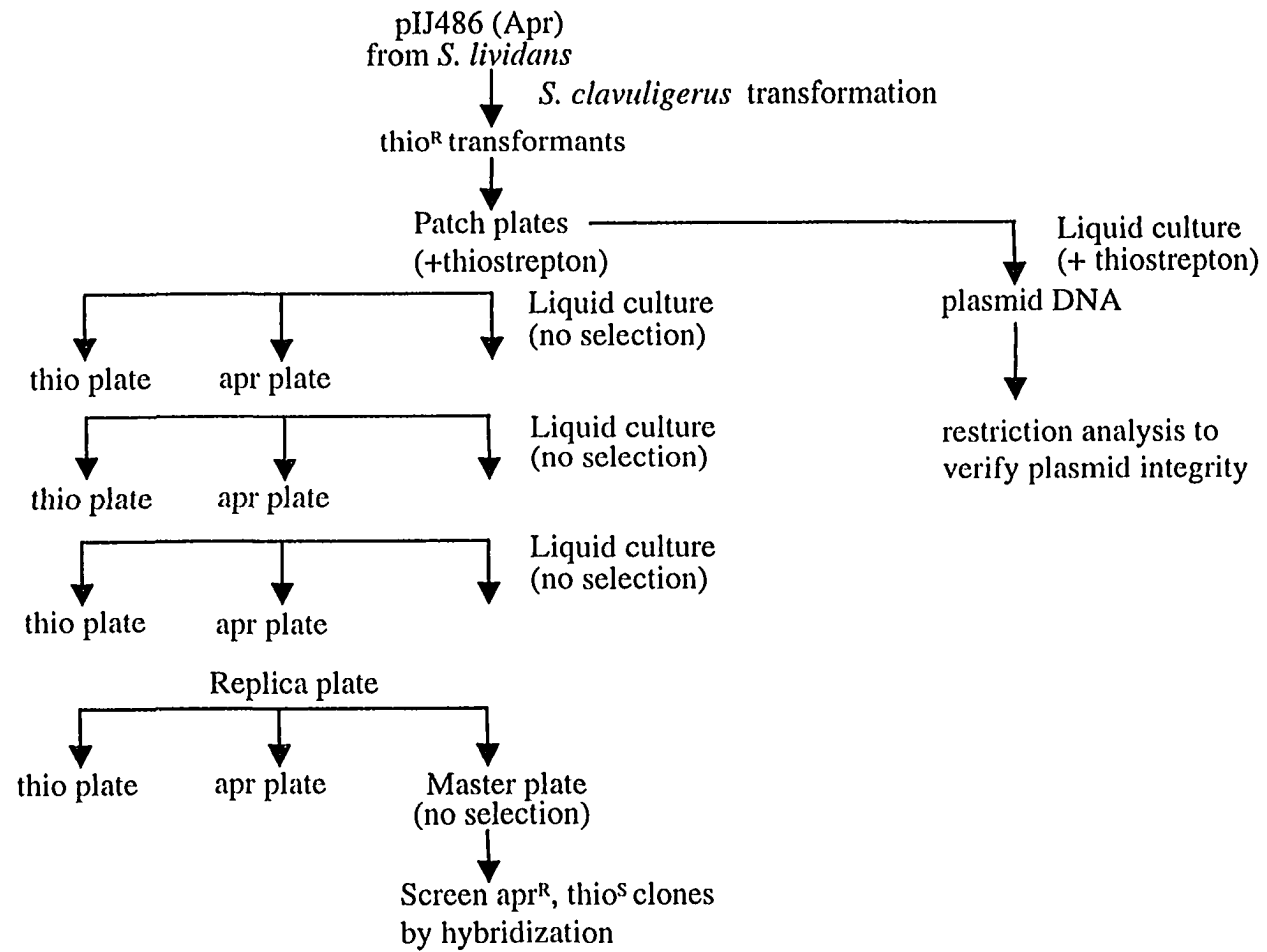 pIJ486 (Apr)
from S. lividans
S. clavuligerus transformation
thioᴿ transformants
Patch plates
(+thiostrepton)
Liquid culture
(+ thiostrepton)
plasmid DNA
restriction analysis to
verify plasmid integrity
Liquid culture
(no selection)
thio plate
apr plate
Liquid culture
(no selection)
thio plate
apr plate
Liquid culture
(no selection)
thio plate
apr plate
Replica plate
thio plate
apr plate
Master plate
(no selection)
Screen aprᴿ, thioˢ clones
by hybridization